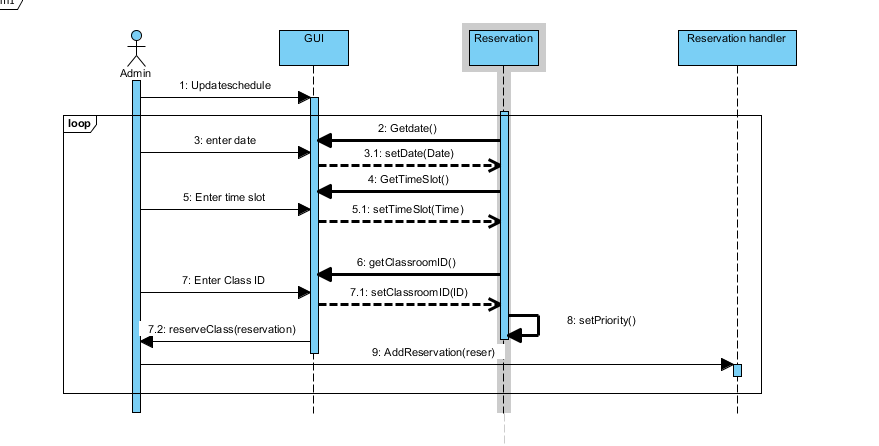 GUI
Reservation
Reservation handler
Admin
1: Updateschedule
loop
2: Getdate()
3: enter date
3.1: setDate(Date)
4: GetTimeSlot()
5: Enter time slot
5.1: setTimeSlot(Time)
6: getClassroomID()
7: Enter Class ID
7.1: setClassroomID(ID)
8: setPriority()
7.2: reserveClass(reservation)
9: AddReservation(reser)